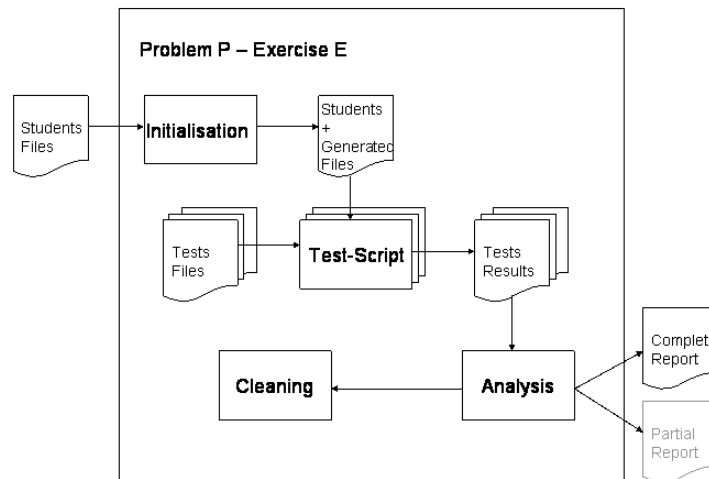 Problem P – Exercise E
Students
Files
Initialisation
Students
+
Generated
Files
Tests
Files
Test-Script
Tests
Results
Cleaning
Analysis
Complet
Report
Partial
Report